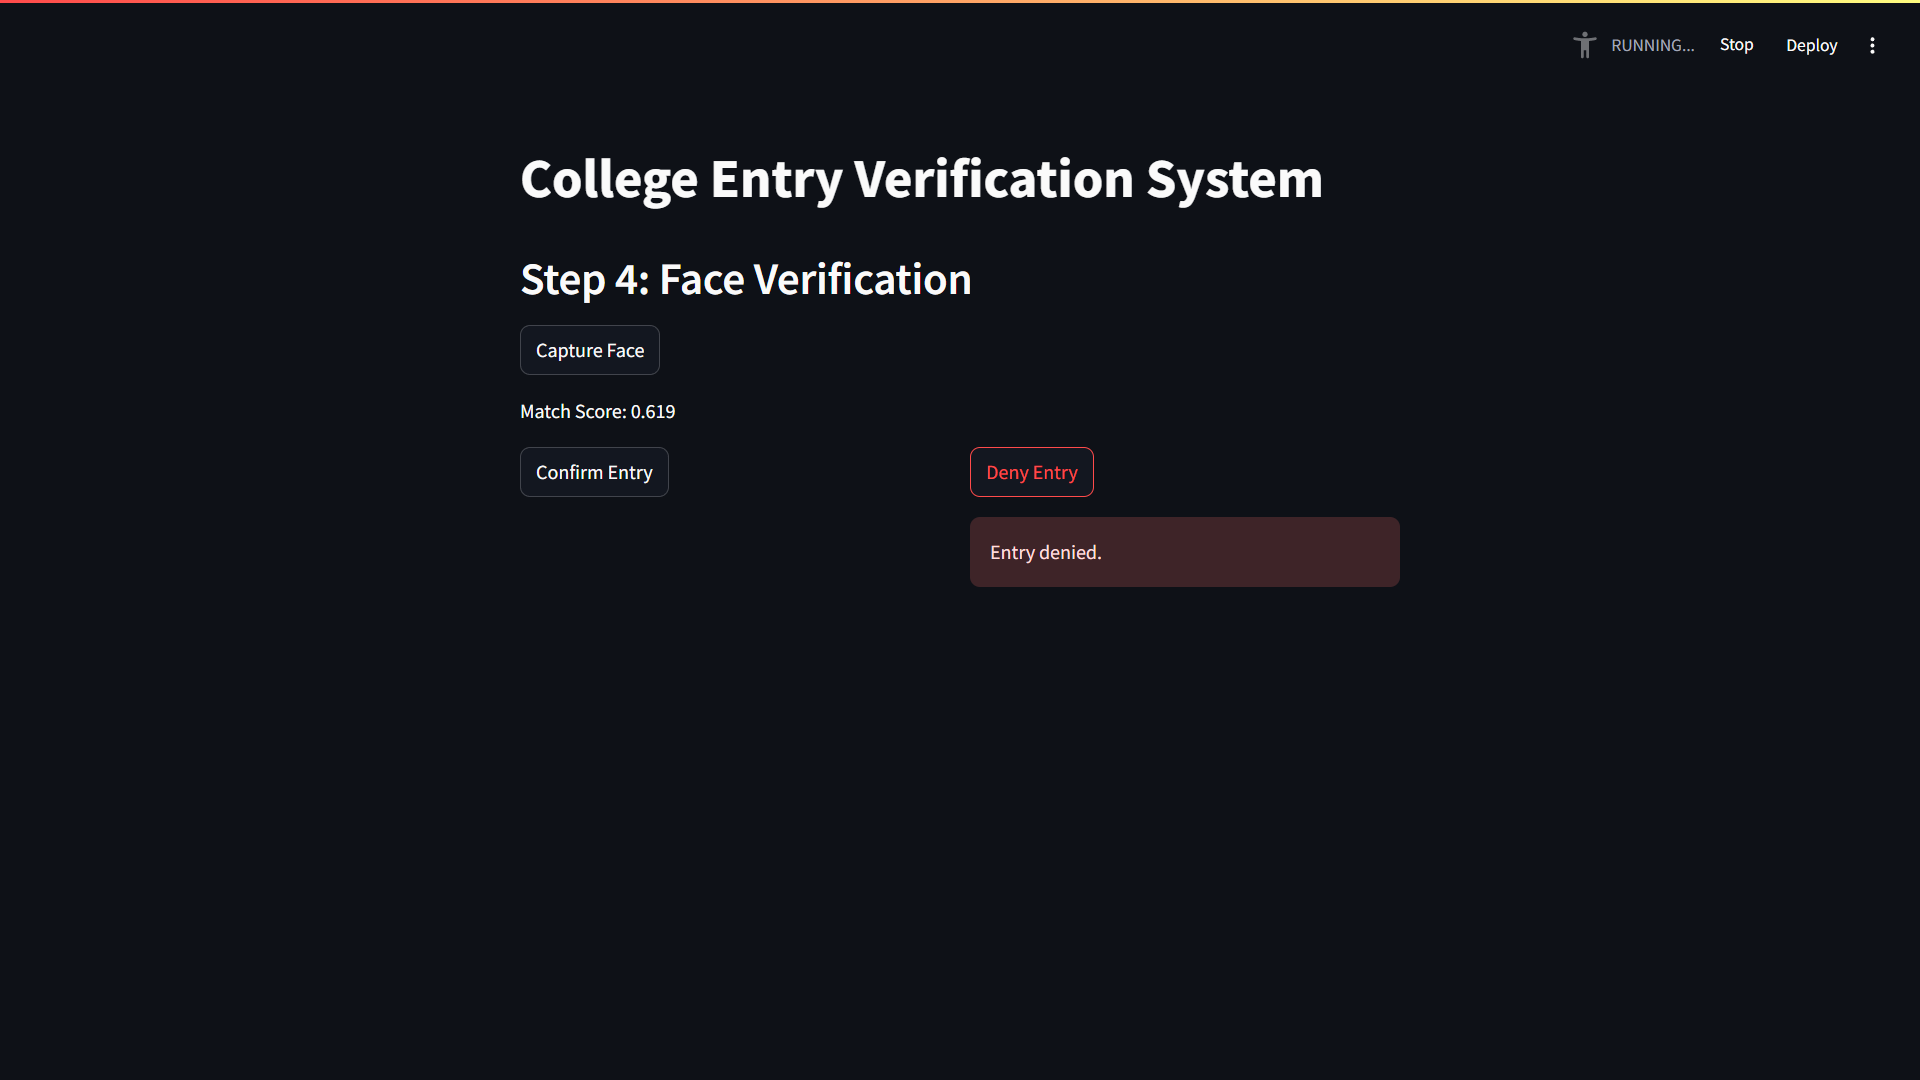 RUNNING...
Stop
Deploy
College Entry Verification System
Step 4: Face Verification
Capture Face
Match Score: 0.619
Confirm Entry
Deny Entry
Entry denied.